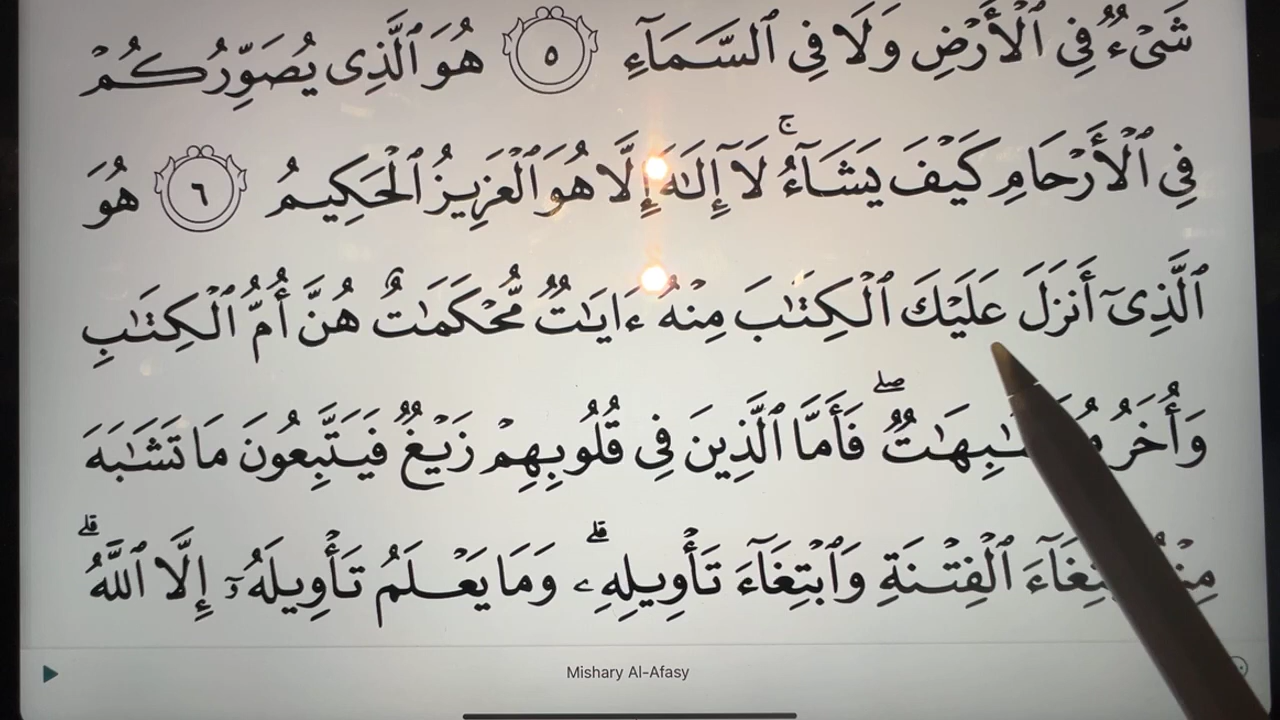 شَىْءٌ فِى ٱلْأَرْضِ وَلَا فِى ٱلسَّمَآءِ ٥ هُوَ ٱلَّذِى يُصَوِّرُكُمْ
فِى ٱلْأَرْحَامِ كَيْفَ يَشَآءُ ۚ لَآ إِلَـٰهَ إِلَّا هُوَ ٱلْعَزِيزُ ٱلْحَكِيمُ ٦ هُوَ
ٱلَّذِىٓ أَنزَلَ عَلَيْكَ ٱلْكِتَـٰبَ مِنْهُ ءَايَـٰتٌ مُّحْكَمَـٰتٌ هُنَّ أُمُّ ٱلْكِتَـٰبِ
وَأُخَرُ فَأَمَّا ٱلَّذِينَ فِى قُلُوبِهِمْ زَيْغٌ فَيَتَّبِعُونَ مَا تَشَـٰبَهَ
ٱلْفِتْنَةِ وَٱبْتِغَآءَ تَأْوِيلِهِۦ ۗ وَمَا يَعْلَمُ تَأْوِيلَهُۥٓ إِلَّا ٱللَّهُ ۗ
Mishary Al-Afasy